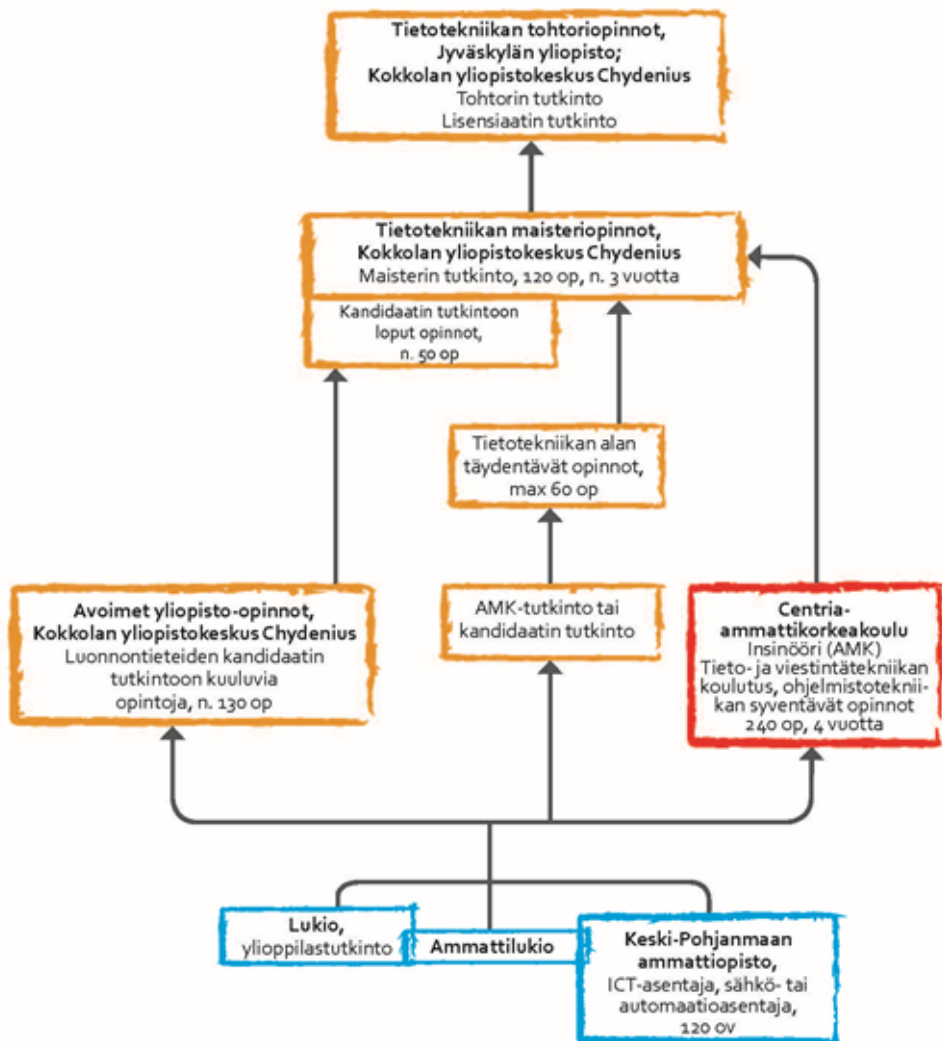 Tietotekniikan tohtoriopinnot,
Jyväskylän yliopisto;
Kokkolan yliopistokeskus Chydenius
Tohtorin tutkinto
Lisensiaatin tutkinto
Tietotekniikan maisteriopinnot,
Kokkolan yliopistokeskus Chydenius
Maisterin tutkinto, 120 op, n. 3 vuotta
Kandidaatin tutkintoon
loput opinnot,
n. 50 op
Tietotekniikan alan
täydentävät opinnot,
max 60 op
Avoimet yliopisto-opinnot,
Kokkolan yliopistokeskus Chydenius
Luonnontieteiden kandidaatin
tutkintoon kuuluvia
opintoja, n. 130 op
AMK-tutkinto tai
kandidaatin tutkinto
Centria-
ammattikorkeakoulu
Insinööri (AMK)
Tieto- ja viestintätekniikan
koulutus, ohjelmistoteknii-
kan syventävät opinnot
240 op, 4 vuotta
Lukio,
ylioppilastutkinto
Ammattilukio
Keski-Pohjanmaan
ammattiopisto,
ICT-asentaja, sähkö- tai
automaatioasentaja,
120 ov